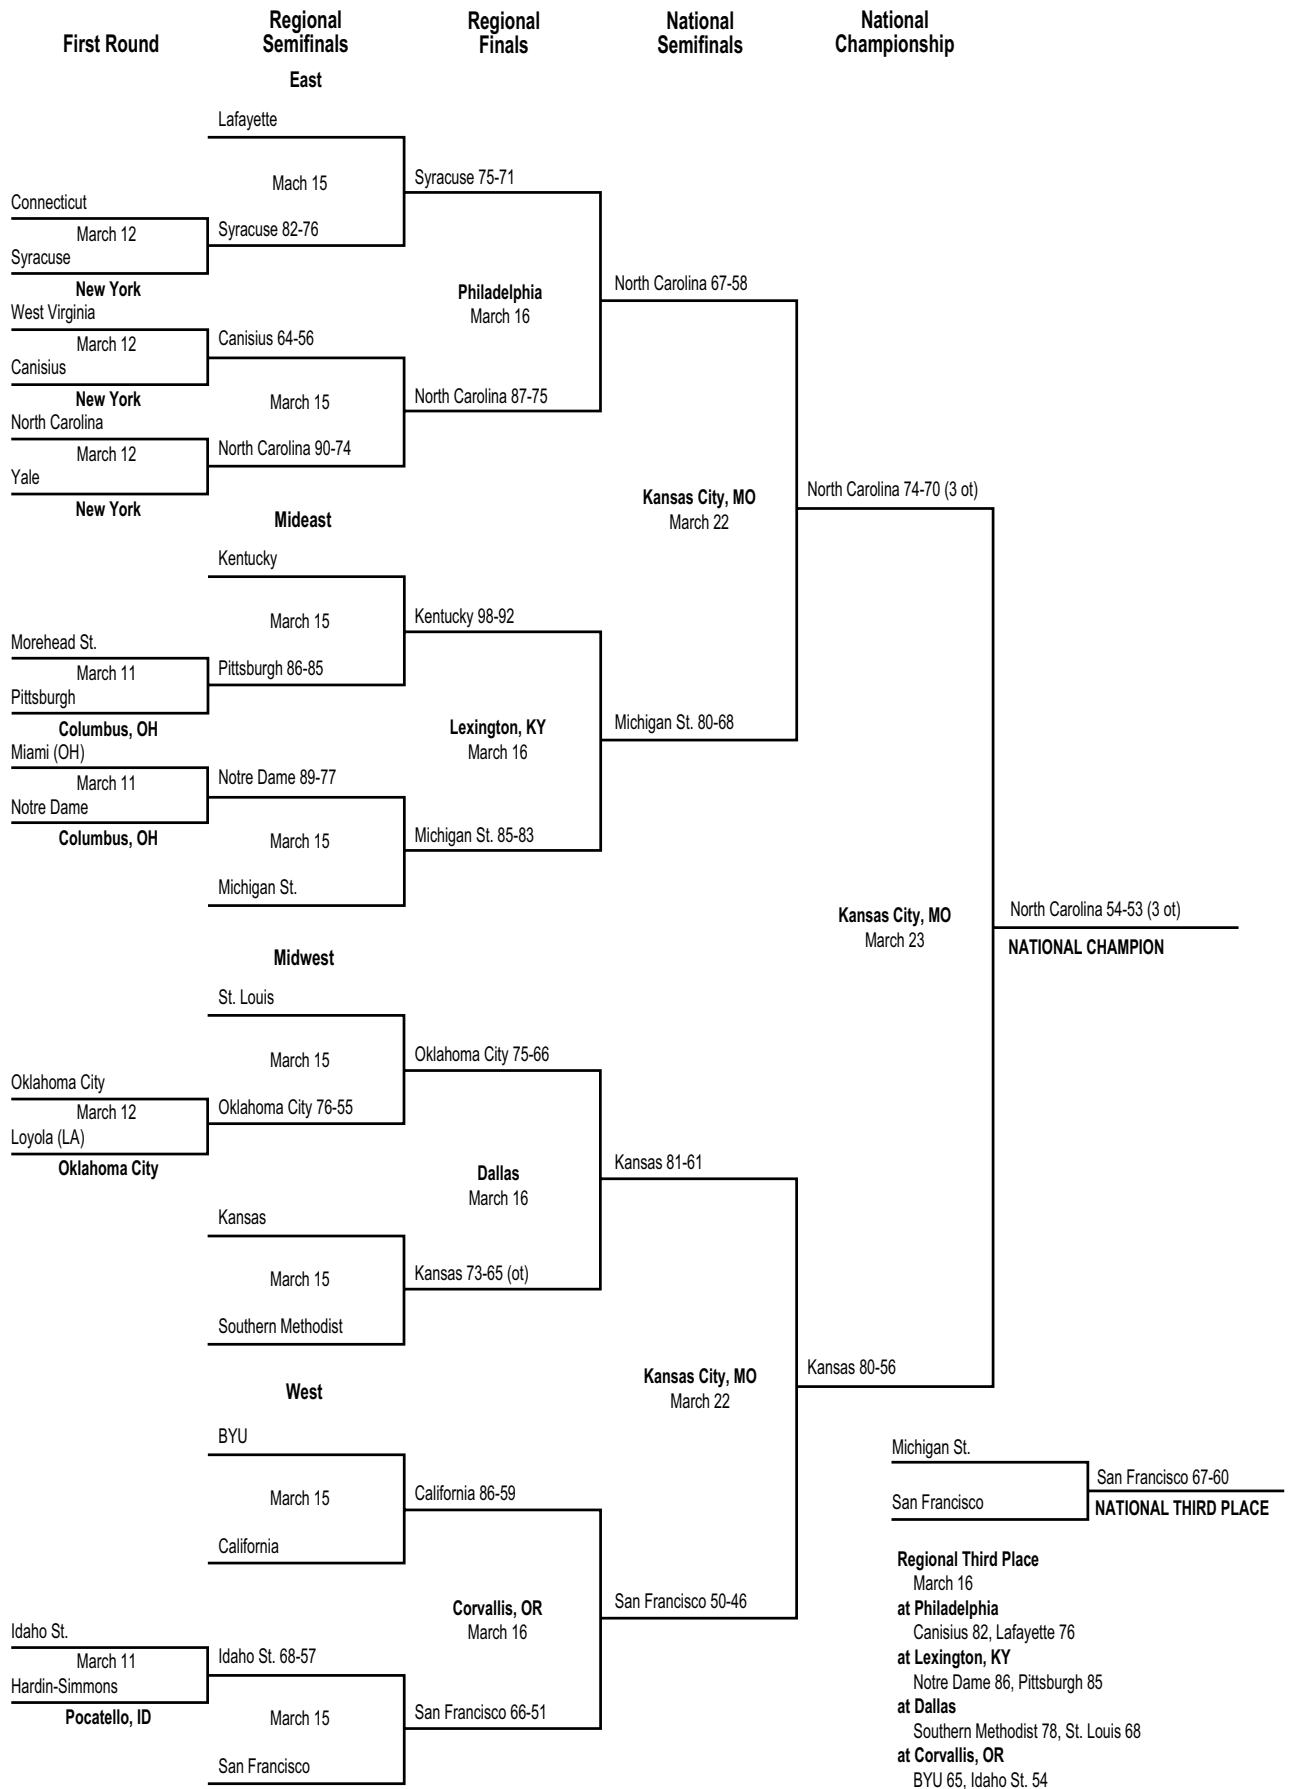 First Round
Regional
Semifinals
Regional
Finals
National
Semifinals
National
Championship
East
Lafayette
Mach 15
Syracuse 75-71
Connecticut
March 12
Syracuse 82-76
Syracuse
New York
Philadelphia
March 16
North Carolina 67-58
West Virginia
March 12
Canisius 64-56
Canisius
New York
March 15
North Carolina 87-75
North Carolina
March 12
North Carolina 90-74
Yale
New York
Kansas City, MO
March 22
North Carolina 74-70 (3 ot)
Mideast
Kentucky
March 15
Kentucky 98-92
Morehead St.
March 11
Pittsburgh 86-85
Pittsburgh
Columbus, OH
Lexington, KY
March 16
Michigan St. 80-68
Miami (OH)
March 11
Notre Dame 89-77
Notre Dame
Columbus, OH
March 15
Michigan St. 85-83
Michigan St.
Kansas City, MO
March 23
North Carolina 54-53 (3 ot)
NATIONAL CHAMPION
Midwest
St. Louis
March 15
Oklahoma City 75-66
Oklahoma City
March 12
Oklahoma City 76-55
Loyola (LA)
Oklahoma City
Dallas
March 16
Kansas 81-61
Kansas
March 15
Kansas 73-65 (ot)
Southern Methodist
Kansas City, MO
March 22
Kansas 80-56
West
BYU
March 15
California 86-59
California
Corvallis, OR
March 16
San Francisco 50-46
Idaho St.
March 11
Idaho St. 68-57
Hardin-Simmons
Pocatello, ID
March 15
San Francisco 66-51
San Francisco
Michigan St.
San Francisco 67-60
San Francisco
NATIONAL THIRD PLACE
Regional Third Place
March 16
at Philadelphia
Canisius 82, Lafayette 76
at Lexington, KY
Notre Dame 86, Pittsburgh 85
at Dallas
Southern Methodist 78, St. Louis 68
at Corvallis, OR
BYU 65, Idaho St. 54